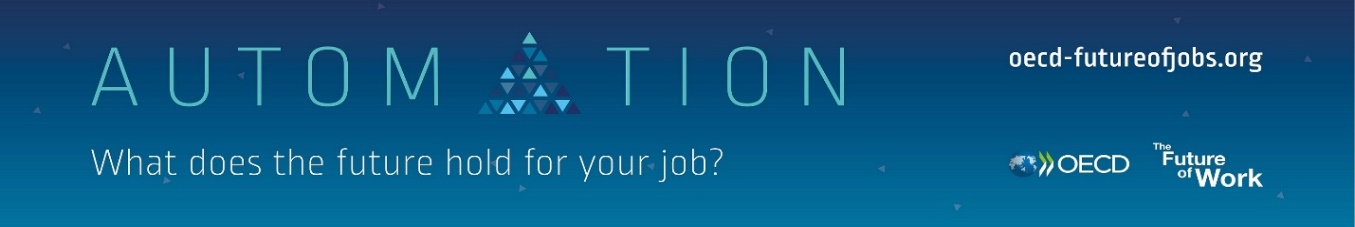 AUTOMATION
What does the future hold for your job?
oecd-futureofjobs.org
OECD
The
Future
of Work